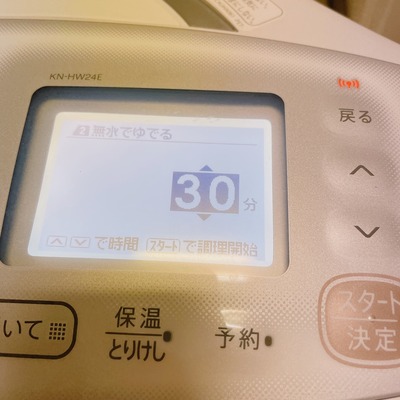 KN-HW24E
戻る
無水でゆでる
30分
で時間 スタートで調理開始
スタート
決定
いて
保温
とりけし
予約